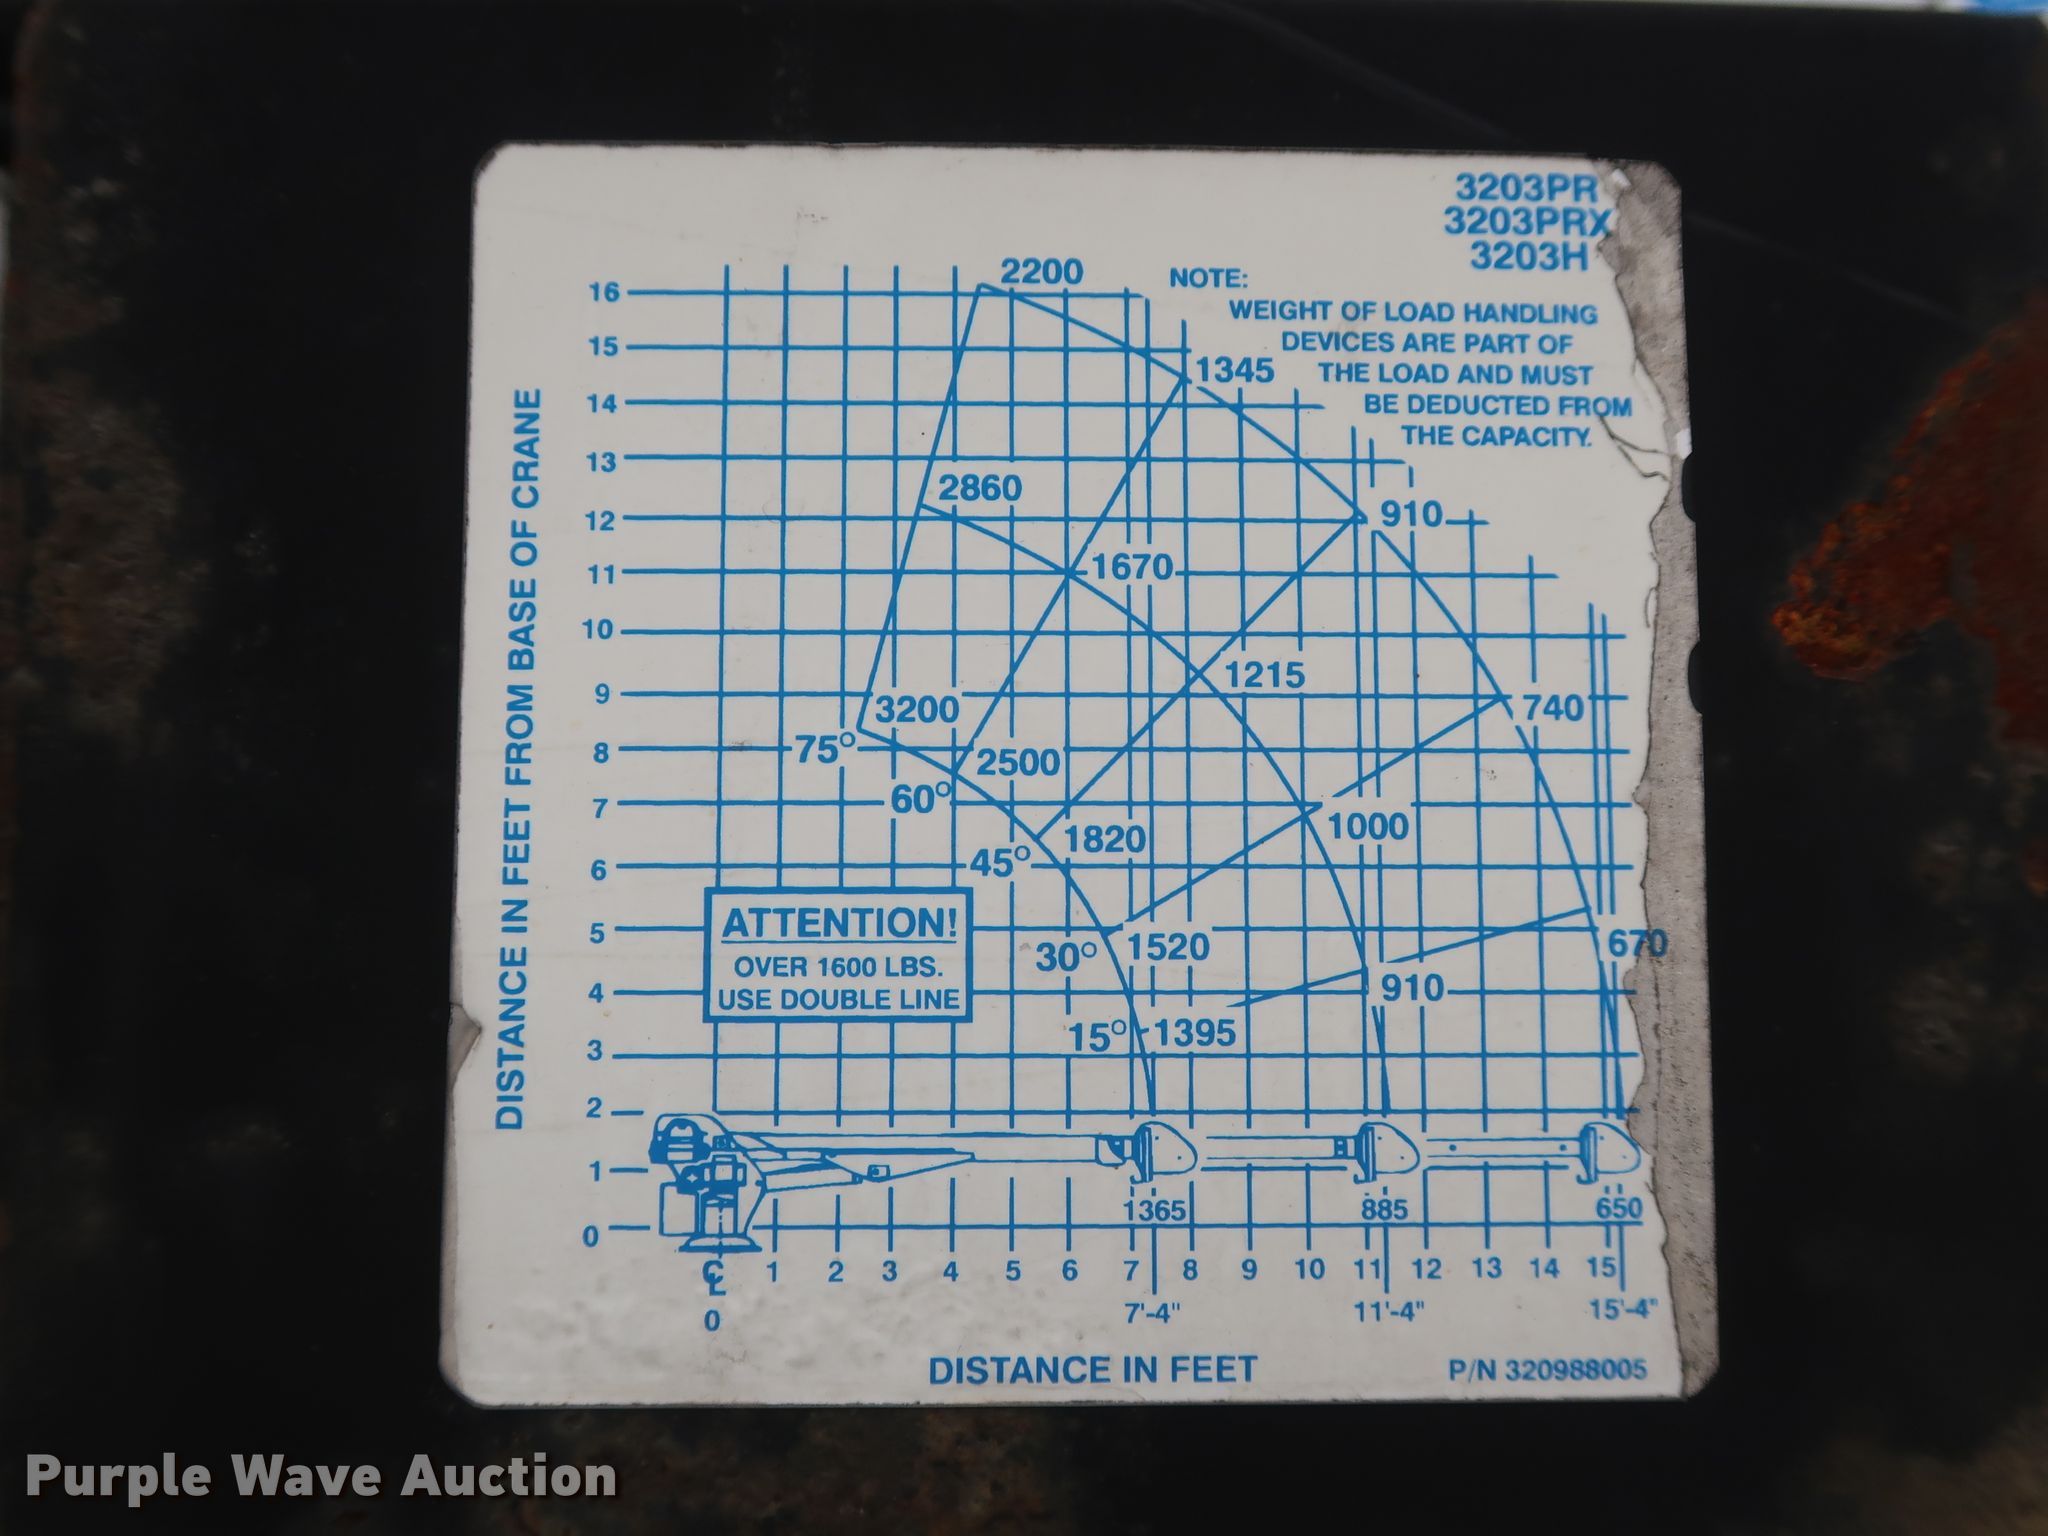 3203PR
3203PRX
3203H
NOTE:
WEIGHT OF LOAD HANDLING
DEVICES ARE PART OF
THE LOAD AND MUST
BE DEDUCTED FROM
THE CAPACITY.
DISTANCE IN FEET FROM BASE OF CRANE
16
15
14
13
12
11
10
9
8
7
6
5
4
3
2
1
0
2200
1345
2860
910
1670
1215
3200
740
75°
2500
60°
1000
1820
45°
670
1520
30°
910
1395
15°
ATTENTION!
OVER 1600 LBS.
USE DOUBLE LINE
1365 885 650
℄ 1 2 3 4 5 6 7 8 9 10 11 12 13 14 15
0
7'-4" 11'-4" 15'-4"
DISTANCE IN FEET
P/N 320988005
Purple Wave Auction